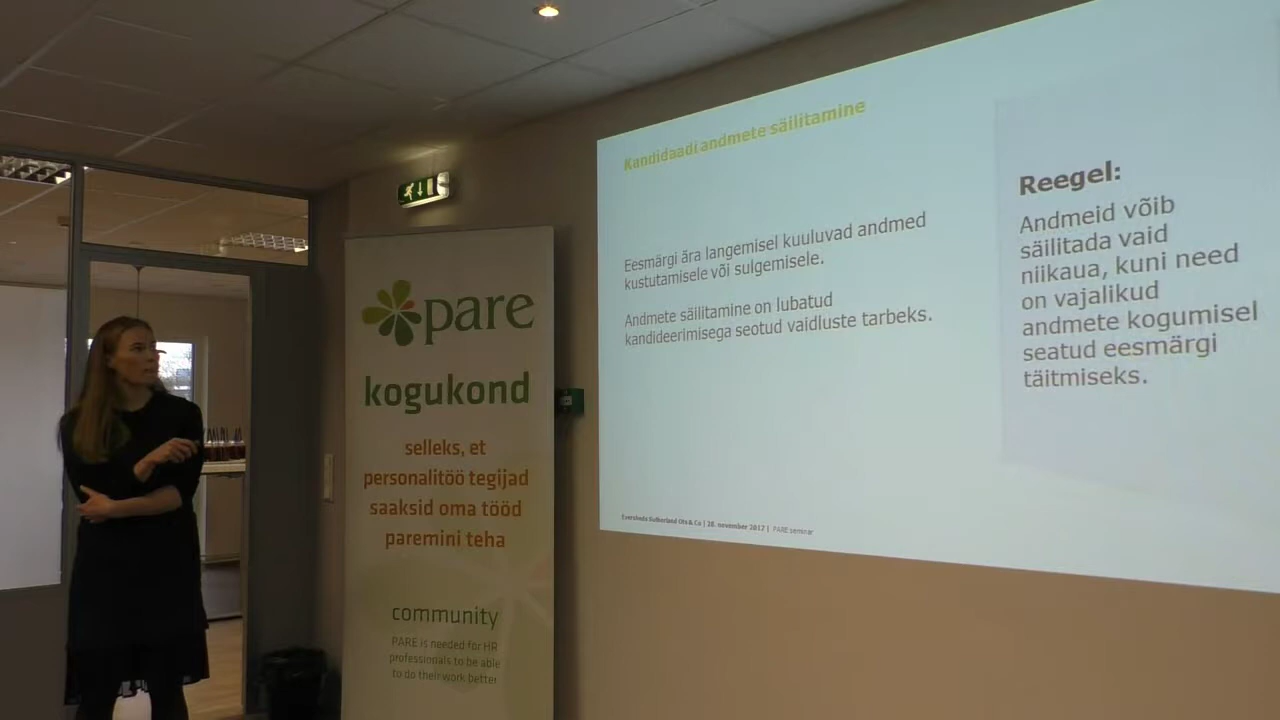 pare
kogukond
selleks, et
personalitöö tegijad
saaksid oma tööd
paremini teha
community
PARE is needed for HR
professionals to be able
to do their work better
Kandidaadi andmete säilitamine
Eesmärgi ära langemisel kuuluvad andmed
kustutamisele või sulgemisele.
Andmete säilitamine on lubatud
kandideerimisega seotud vaidluste tarbeks.
Eversheds Sutherland Ots & Co | 28. november 2017 | PARE seminar
Reegel:
Andmeid võib
säilitada vaid
niikaua, kuni need
on vajalikud
andmete kogumisel
seatud eesmärgi
täitmiseks.